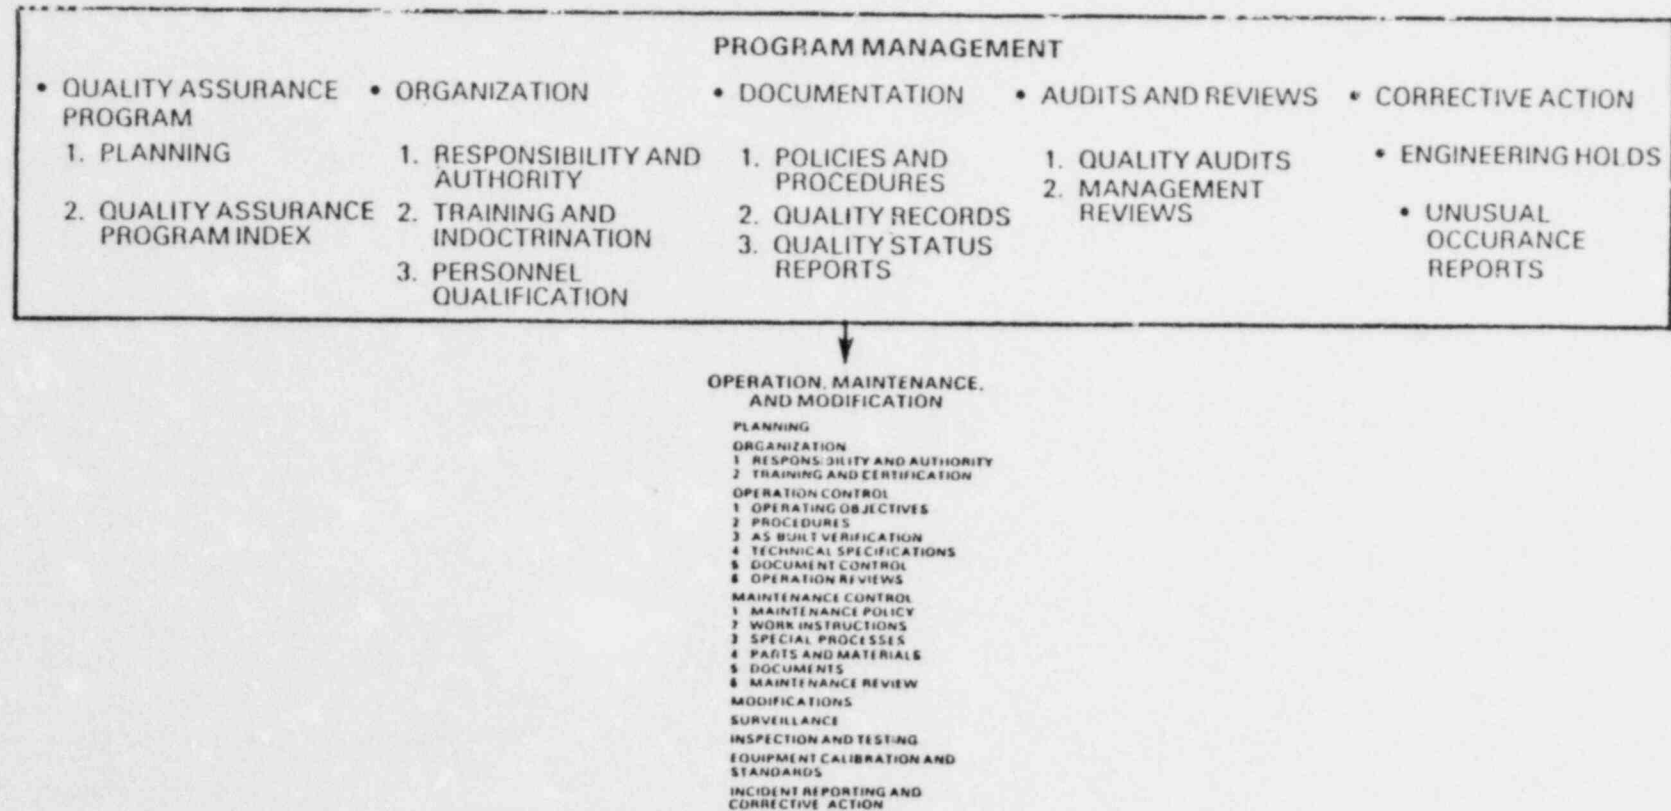 PROGRAM MANAGEMENT
• QUALITY ASSURANCE
PROGRAM
1. PLANNING
2. QUALITY ASSURANCE
PROGRAM INDEX
• ORGANIZATION
1. RESPONSIBILITY AND
AUTHORITY
2. TRAINING AND
INDOCTRINATION
3. PERSONNEL
QUALIFICATION
• DOCUMENTATION
1. POLICIES AND
PROCEDURES
2. QUALITY RECORDS
3. QUALITY STATUS
REPORTS
• AUDITS AND REVIEWS
1. QUALITY AUDITS
2. MANAGEMENT
REVIEWS
• CORRECTIVE ACTION
• ENGINEERING HOLDS
• UNUSUAL
OCCURANCE
REPORTS
OPERATION, MAINTENANCE,
AND MODIFICATION
PLANNING
ORGANIZATION
1 RESPONSIBILITY AND AUTHORITY
2 TRAINING AND CERTIFICATION
OPERATION CONTROL
1 OPERATING OBJECTIVES
2 PROCEDURES
3 AS BUILT VERIFICATION
4 TECHNICAL SPECIFICATIONS
5 DOCUMENT CONTROL
6 OPERATION REVIEWS
MAINTENANCE CONTROL
1 MAINTENANCE POLICY
2 WORK INSTRUCTIONS
3 SPECIAL PROCESSES
4 PARTS AND MATERIALS
5 DOCUMENTS
6 MAINTENANCE REVIEW
MODIFICATIONS
SURVEILLANCE
INSPECTION AND TESTING
EQUIPMENT CALIBRATION AND
STANDARDS
INCIDENT REPORTING AND
CORRECTIVE ACTION